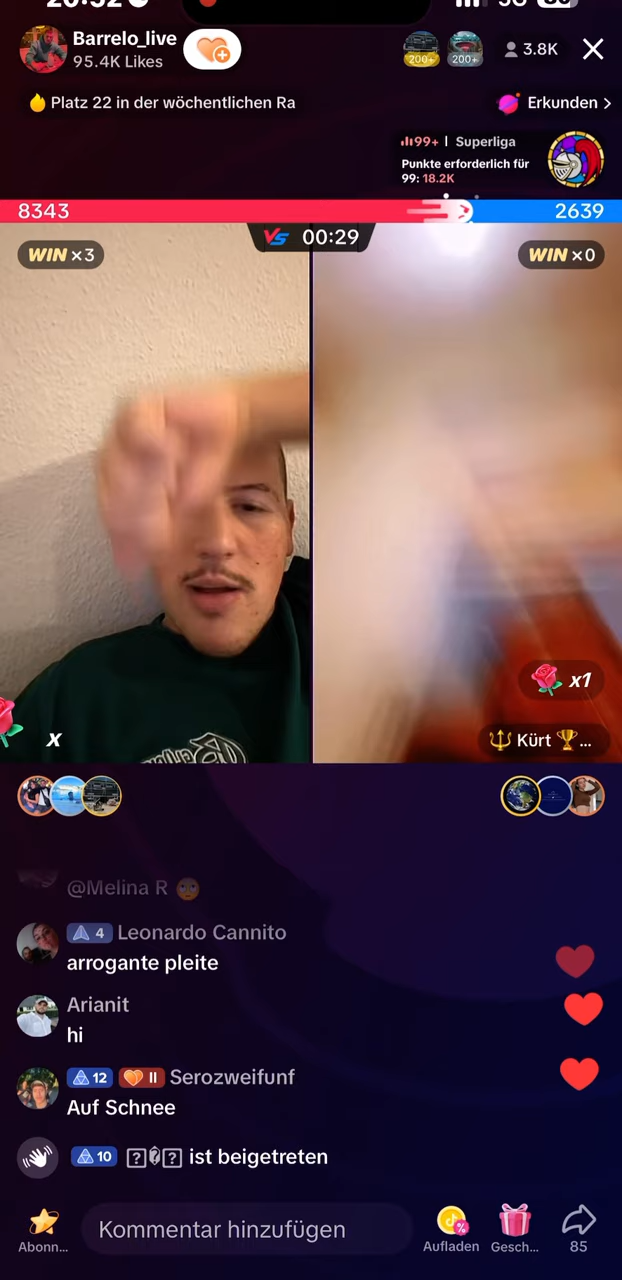 Barrelo_live
95.4K Likes
200+
200+
3.8K
Platz 22 in der wöchentlichen Ra
Erkunden >
99+ | Superliga
Punkte erforderlich für
99: 18.2K
8343
2639
VS 00:29
WIN x3
WIN x0
x1
x
Kürt 🏆...
@Melina R 🙄
4 Leonardo Cannito
arrogante pleite
Arianit
hi
12 II Serozweifunf
Auf Schnee
10 ist beigetreten
Kommentar hinzufügen
Abonn...
Aufladen
Gesch...
85